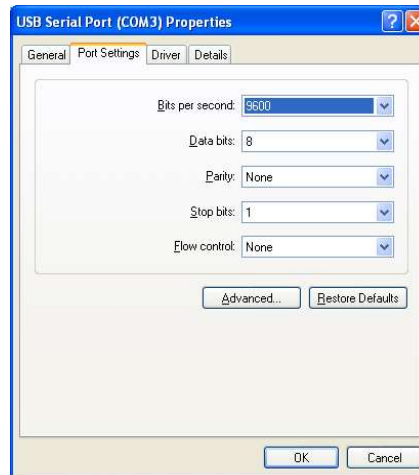 USB Serial Port (COM3) Properties
General Port Settings Driver Details
Bits per second: 9600
Data bits: 8
Parity: None
Stop bits: 1
Flow control: None
Advanced... Restore Defaults
OK Cancel